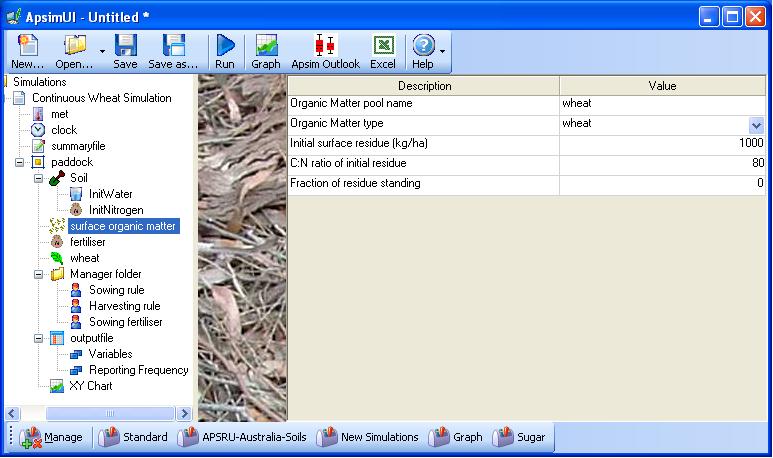 ApsimUI - Untitled *
New... Open... Save Save as... Run Graph Apsim Outlook Excel Help
Simulations
Continuous Wheat Simulation
met
clock
summaryfile
paddock
Soil
InitWater
InitNitrogen
surface organic matter
fertiliser
wheat
Manager folder
Sowing rule
Harvesting rule
Sowing fertiliser
outputfile
Variables
Reporting Frequency
XY Chart
Description Value
Organic Matter pool name wheat
Organic Matter type wheat
Initial surface residue (kg/ha) 1000
C:N ratio of initial residue 80
Fraction of residue standing 0
Manage Standard APSRU-Australia-Soils New Simulations Graph Sugar